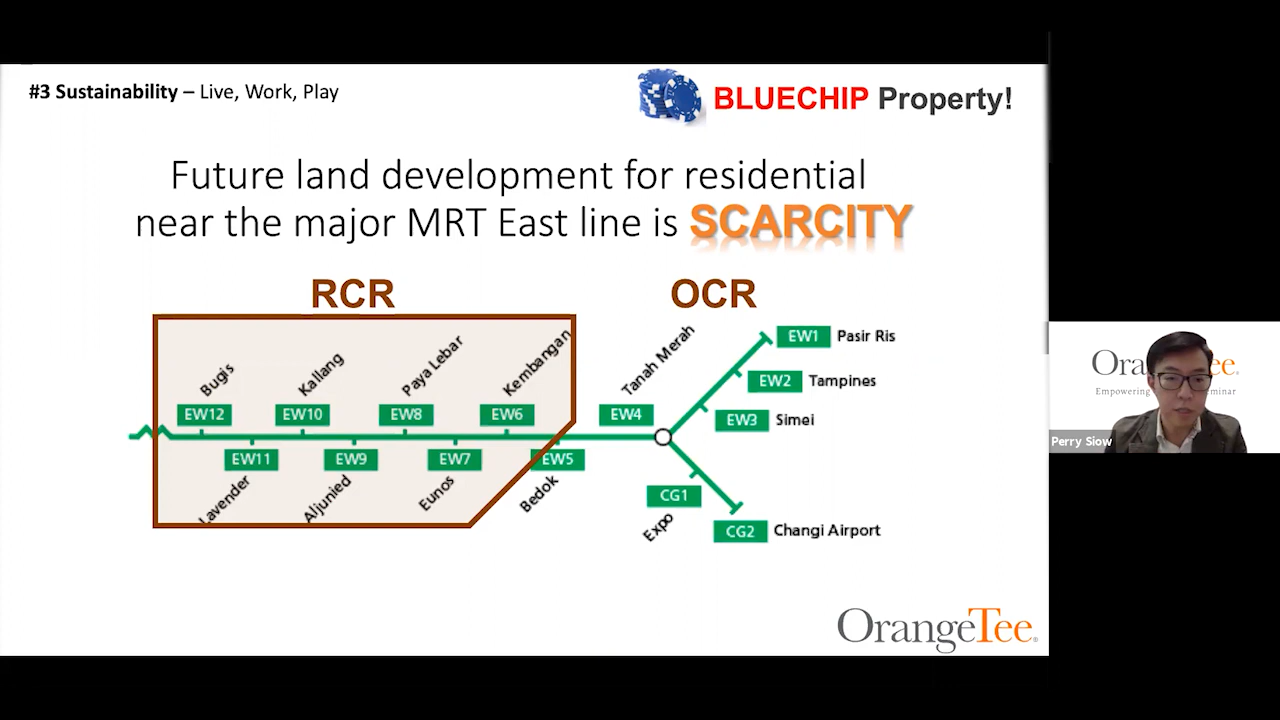 #3 Sustainability – Live, Work, Play
BLUECHIP Property!
Future land development for residential
near the major MRT East line is SCARCITY
RCR
OCR
Bugis
Kallang
Paya Lebar
Kembangan
Tanah Merah
EW1 Pasir Ris
EW2 Tampines
EW3 Simei
EW12
EW10
EW8
EW6
EW4
EW11
EW9
EW7
EW5
Lavender
Aljunied
Eunos
Bedok
CG1
Expo
CG2 Changi Airport
OrangeTee
Perry Siow